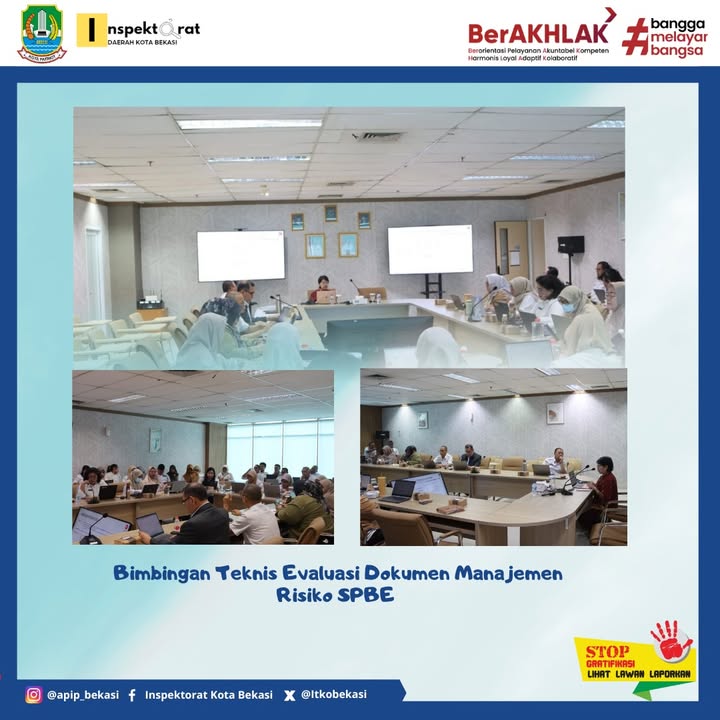 KOTA BEKASI
Inspektorat
DAERAH KOTA BEKASI
BerAKHLAK
Berorientasi Pelayanan Akuntabel Kompeten
Harmonis Loyal Adaptif Kolaboratif
#bangga
melayani
bangsa
Bimbingan Teknis Evaluasi Dokumen Manajemen
Risiko SPBE
STOP
GRATIFIKASI
LIHAT LAWAN LAPORKAN
@apip_bekasi
Inspektorat Kota Bekasi
@Itkobekasi